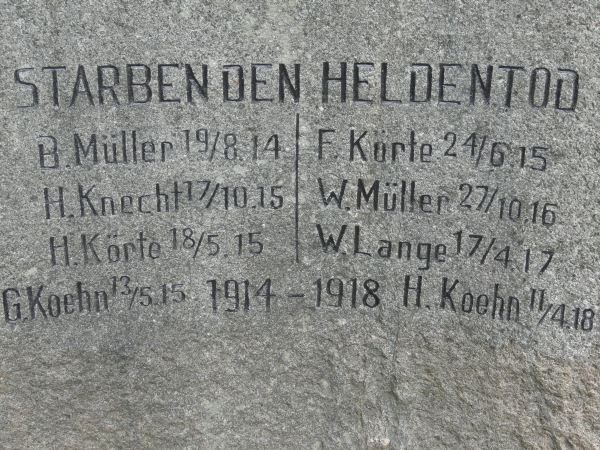 STARBEN DEN HELDENTOD
B. Müller 19/8.14
H. Knecht 17/10.15
H. Körte 18/5.15
G. Koehn 13/5.15
F. Körte 24/6.15
W. Müller 27/10.16
W. Lange 17/4.17
H. Koehn 11/4.18
1914 – 1918